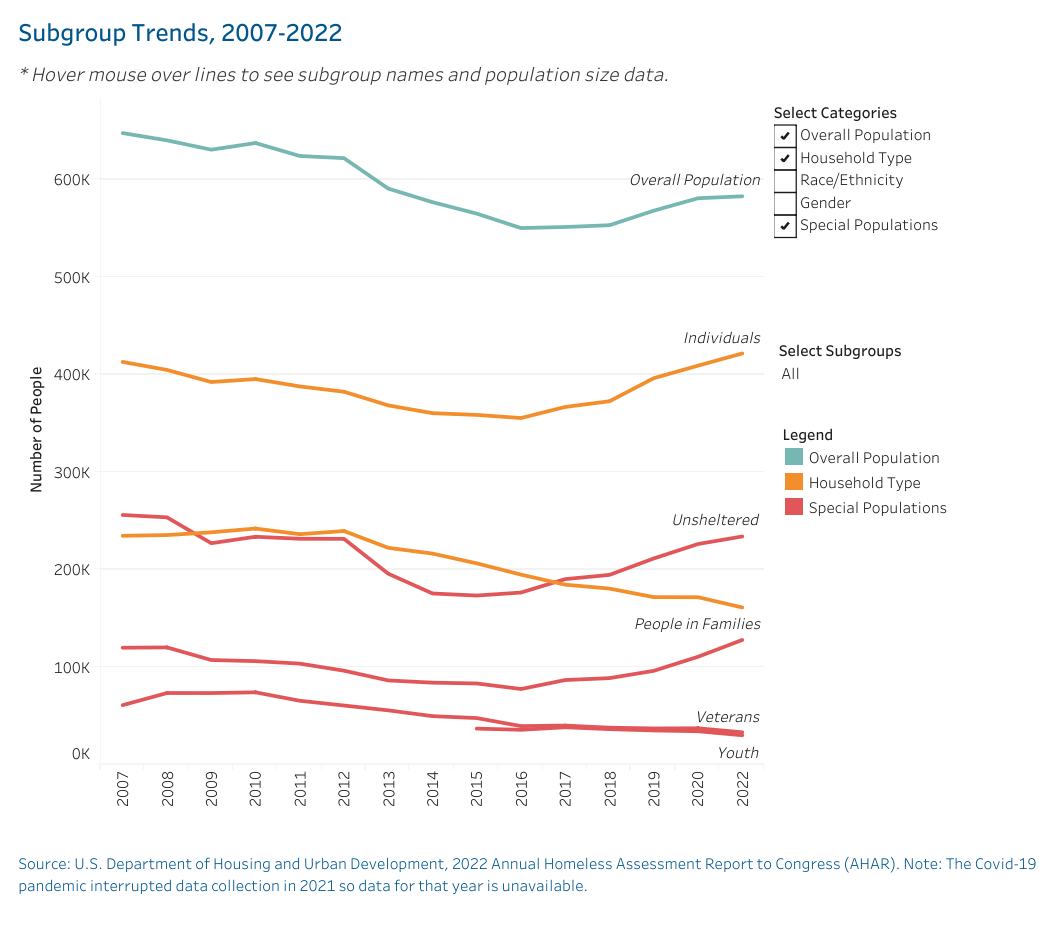 Subgroup Trends, 2007-2022
* Hover mouse over lines to see subgroup names and population size data.
Select Categories
Overall Population
Household Type
Race/Ethnicity
Gender
Special Populations
Select Subgroups
All
Legend
Overall Population
Household Type
Special Populations
Number of People
600K
500K
400K
300K
200K
100K
0K
Overall Population
Individuals
Unsheltered
People in Families
Veterans
Youth
2007
2008
2009
2010
2011
2012
2013
2014
2015
2016
2017
2018
2019
2020
2022
Source: U.S. Department of Housing and Urban Development, 2022 Annual Homeless Assessment Report to Congress (AHAR). Note: The Covid-19
pandemic interrupted data collection in 2021 so data for that year is unavailable.